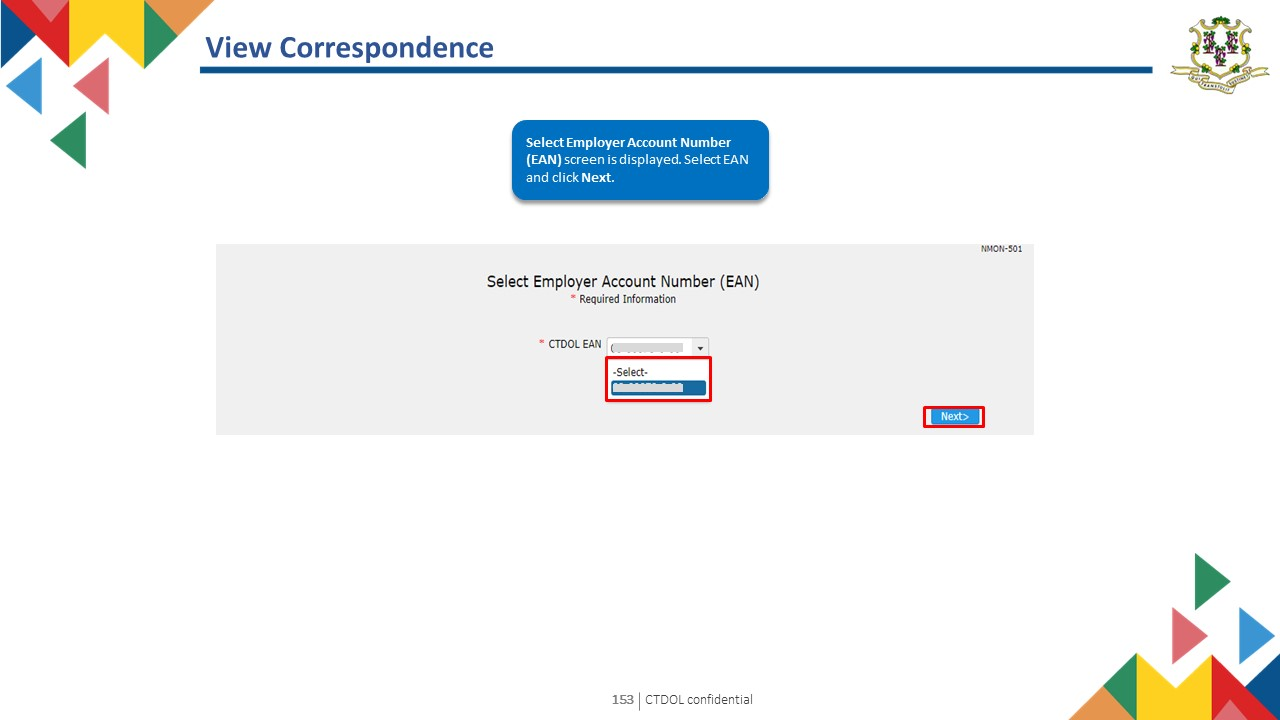 View Correspondence
Select Employer Account Number
(EAN) screen is displayed. Select EAN
and click Next.
NMON-501
Select Employer Account Number (EAN)
* Required Information
* CTDOL EAN
-Select-
Next>
153 | CTDOL confidential